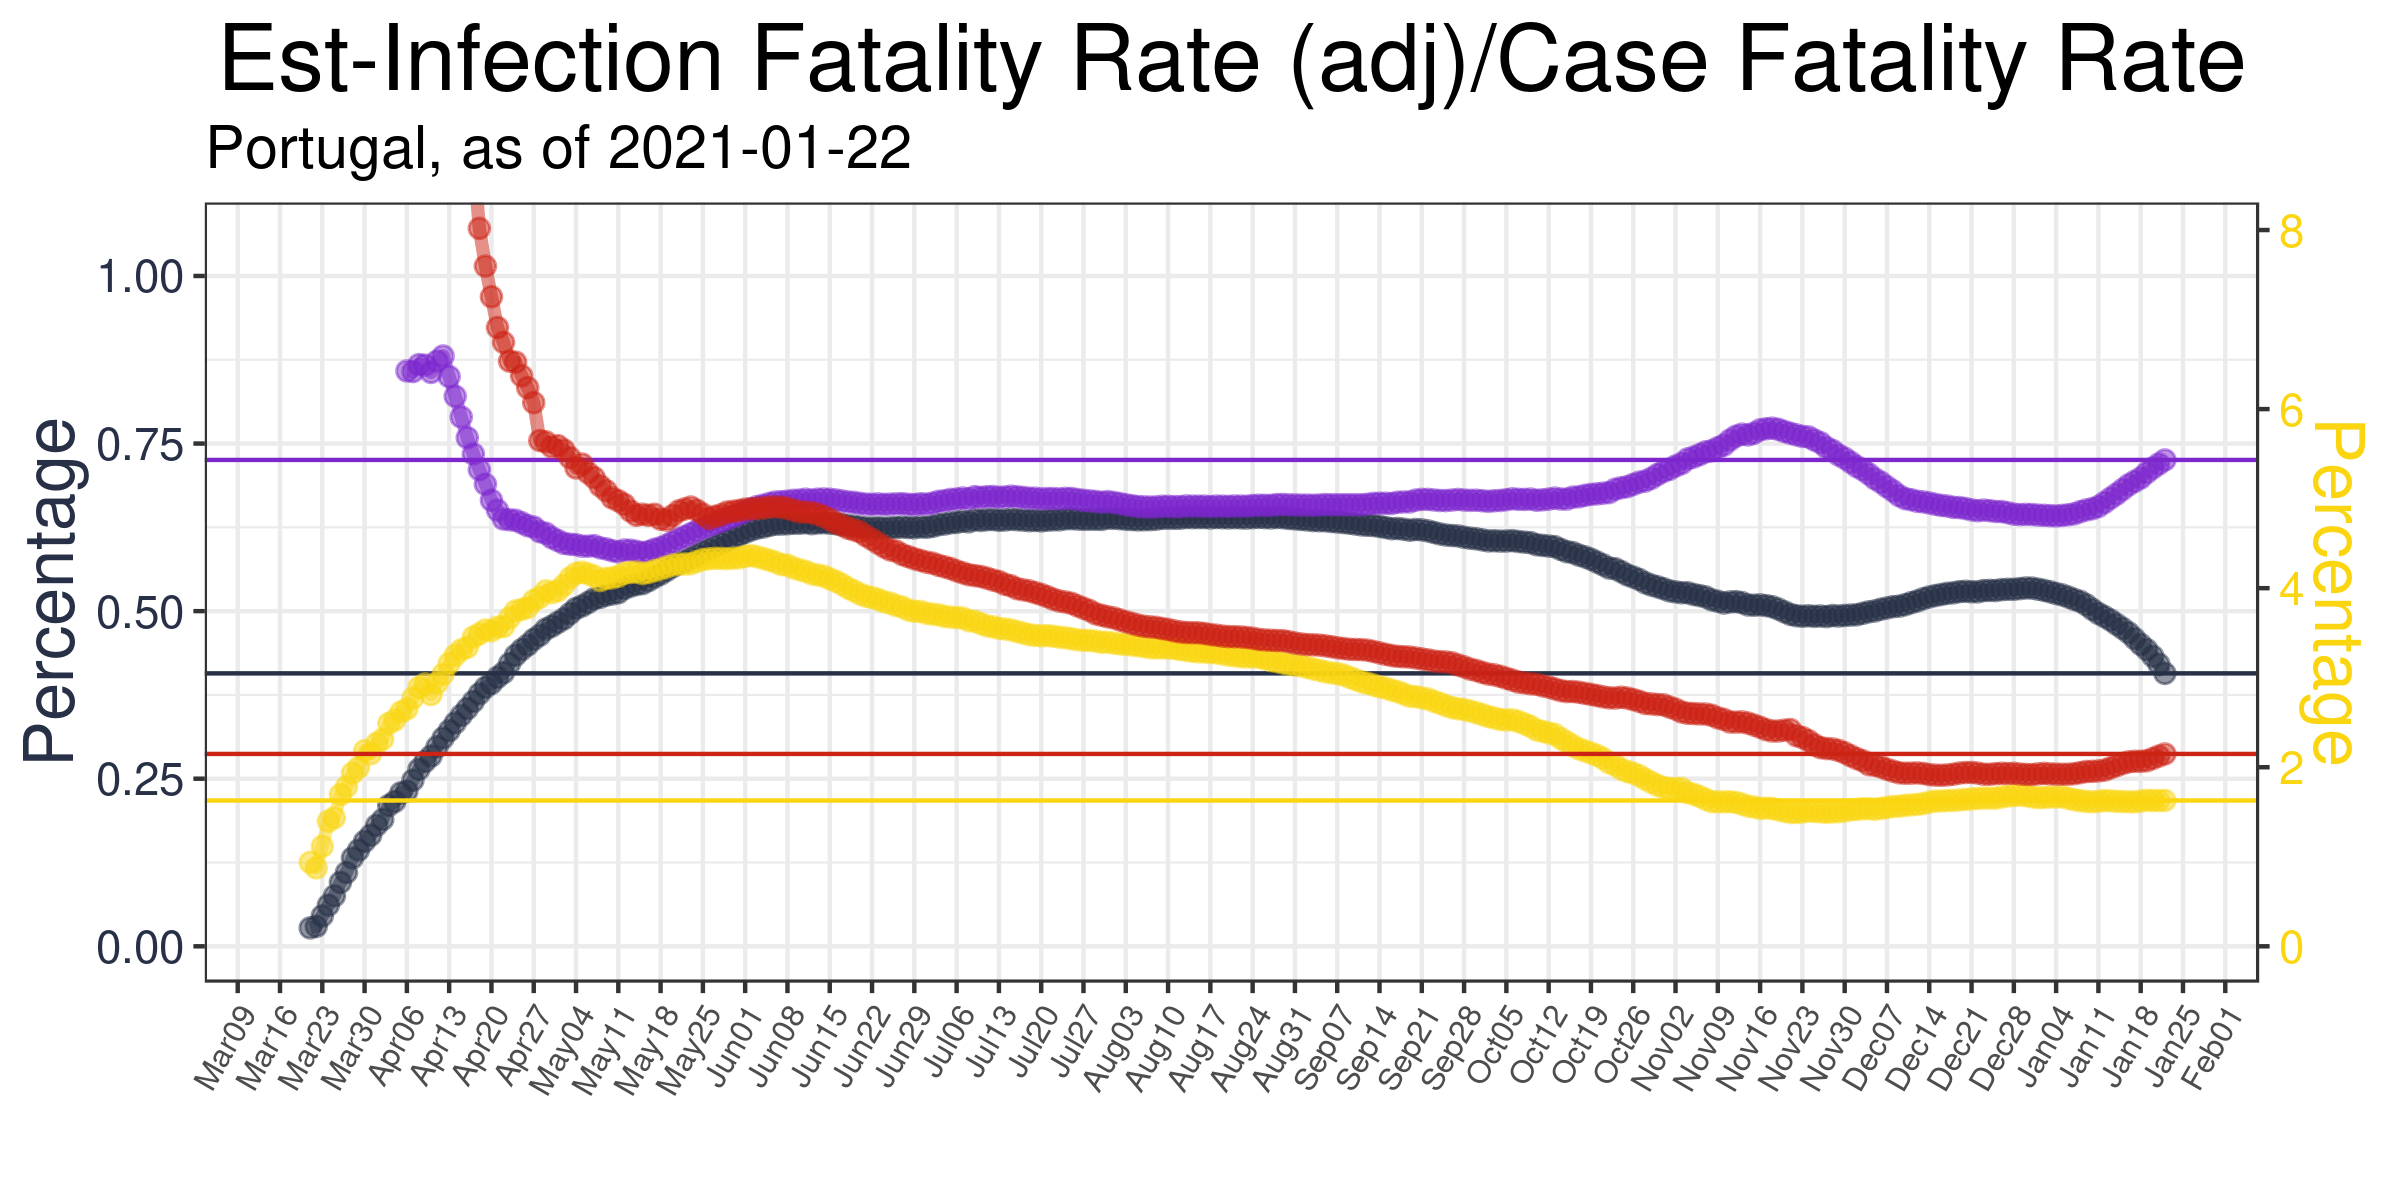 Est-Infection Fatality Rate (adj)/Case Fatality Rate
Portugal, as of 2021-01-22
Percentage
1.00
0.75
0.50
0.25
0.00
8
6
4
2
0
Percentage
Mar09
Mar16
Mar23
Mar30
Apr06
Apr13
Apr20
Apr27
May04
May11
May18
May25
Jun01
Jun08
Jun15
Jun22
Jun29
Jul06
Jul13
Jul20
Jul27
Aug03
Aug10
Aug17
Aug24
Aug31
Sep07
Sep14
Sep21
Sep28
Oct05
Oct12
Oct19
Oct26
Nov02
Nov09
Nov16
Nov23
Nov30
Dec07
Dec14
Dec21
Dec28
Jan04
Jan11
Jan18
Jan25
Feb01